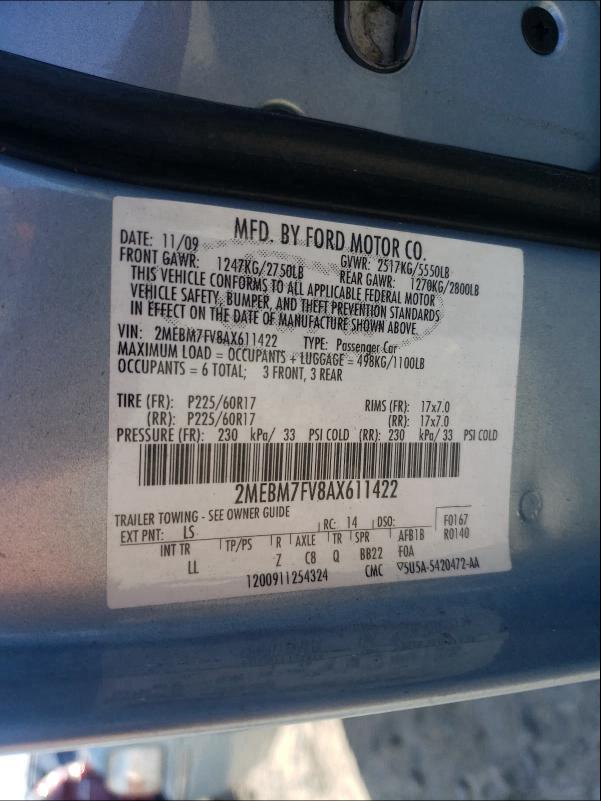 MFD. BY FORD MOTOR CO.
DATE: 11/09 GVWR: 2517KG/5550LB
FRONT GAWR: 1247KG/2750LB REAR GAWR: 1270KG/2800LB
THIS VEHICLE CONFORMS TO ALL APPLICABLE FEDERAL MOTOR
VEHICLE SAFETY, BUMPER, AND THEFT PREVENTION STANDARDS
IN EFFECT ON THE DATE OF MANUFACTURE SHOWN ABOVE.
VIN: 2MEBM7FV8AX611422 TYPE: Passenger Car
MAXIMUM LOAD = OCCUPANTS + LUGGAGE = 498KG/1100LB
OCCUPANTS = 6 TOTAL; 3 FRONT, 3 REAR
TIRE (FR): P225/60R17 RIMS (FR): 17x7.0
(RR): P225/60R17 (RR): 17x7.0
PRESSURE (FR): 230 kPa/ 33 PSI COLD (RR): 230 kPa/ 33 PSI COLD
2MEBM7FV8AX611422
TRAILER TOWING - SEE OWNER GUIDE
EXT PNT: LS RC: 14 DSO: F0167
INT TR TP/PS R AXLE TR SPR AFB1B R0140
LL Z C8 Q BB22 F0A
1200911254324 CMC ▽5U5A-5420472-AA